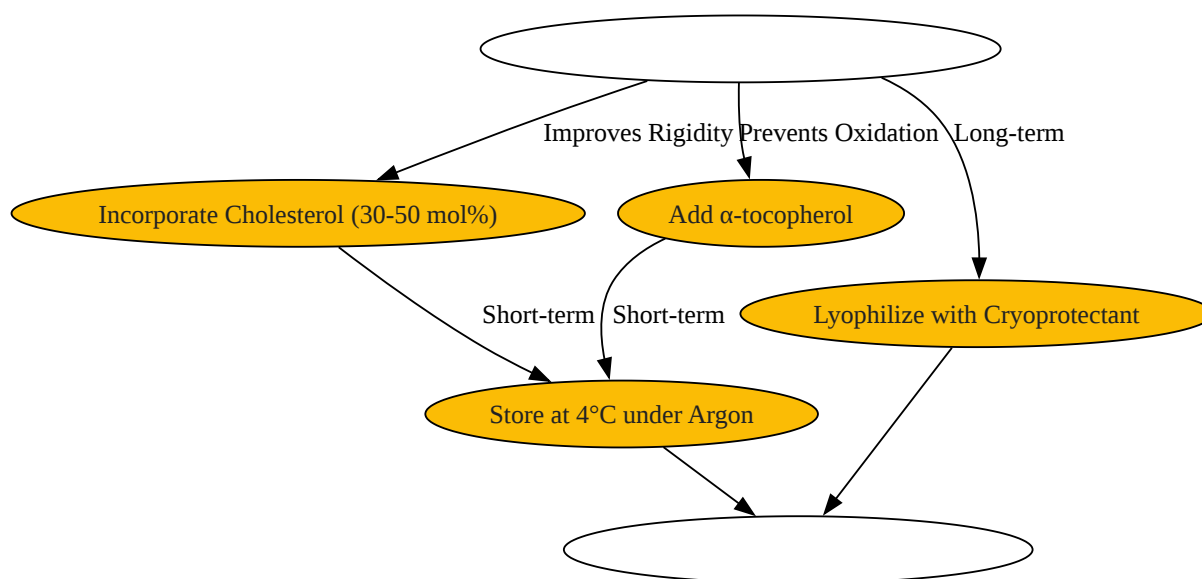 Improves Rigidity
Prevents Oxidation
Long-term
Incorporate Cholesterol (30-50 mol%)
Add α-tocopherol
Short-term
Short-term
Lyophilize with Cryoprotectant
Store at 4°C under Argon